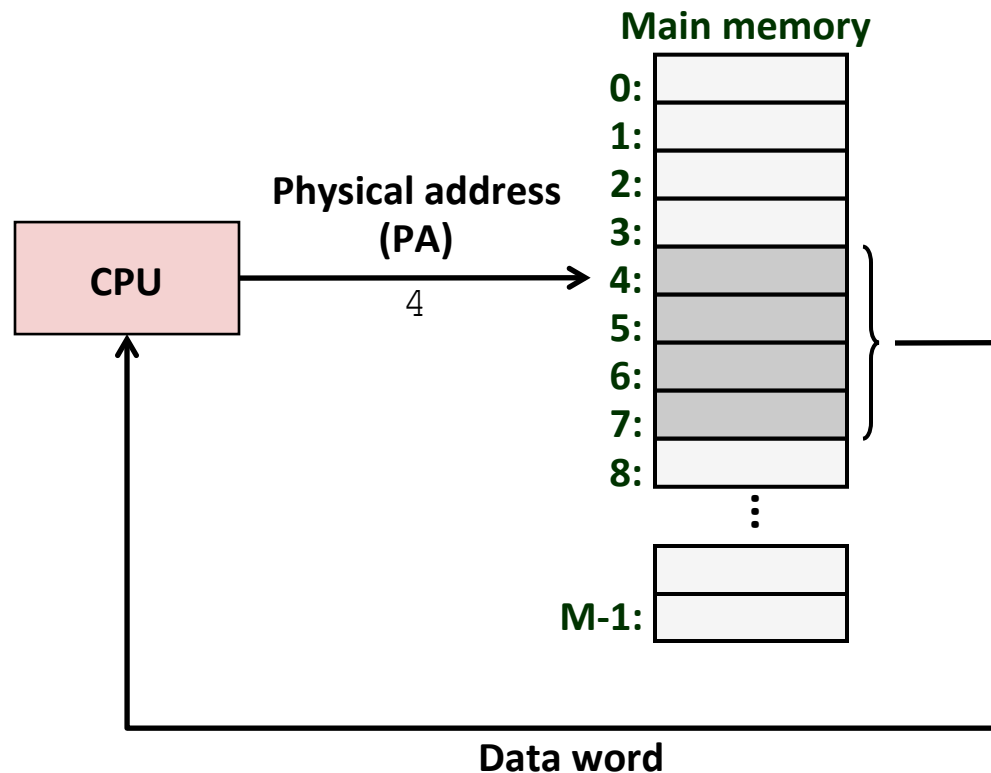 Main memory
0:
1:
2:
Physical address
(PA)
3:
CPU
4:
4
5:
6:
7:
8:
M-1:
Data word